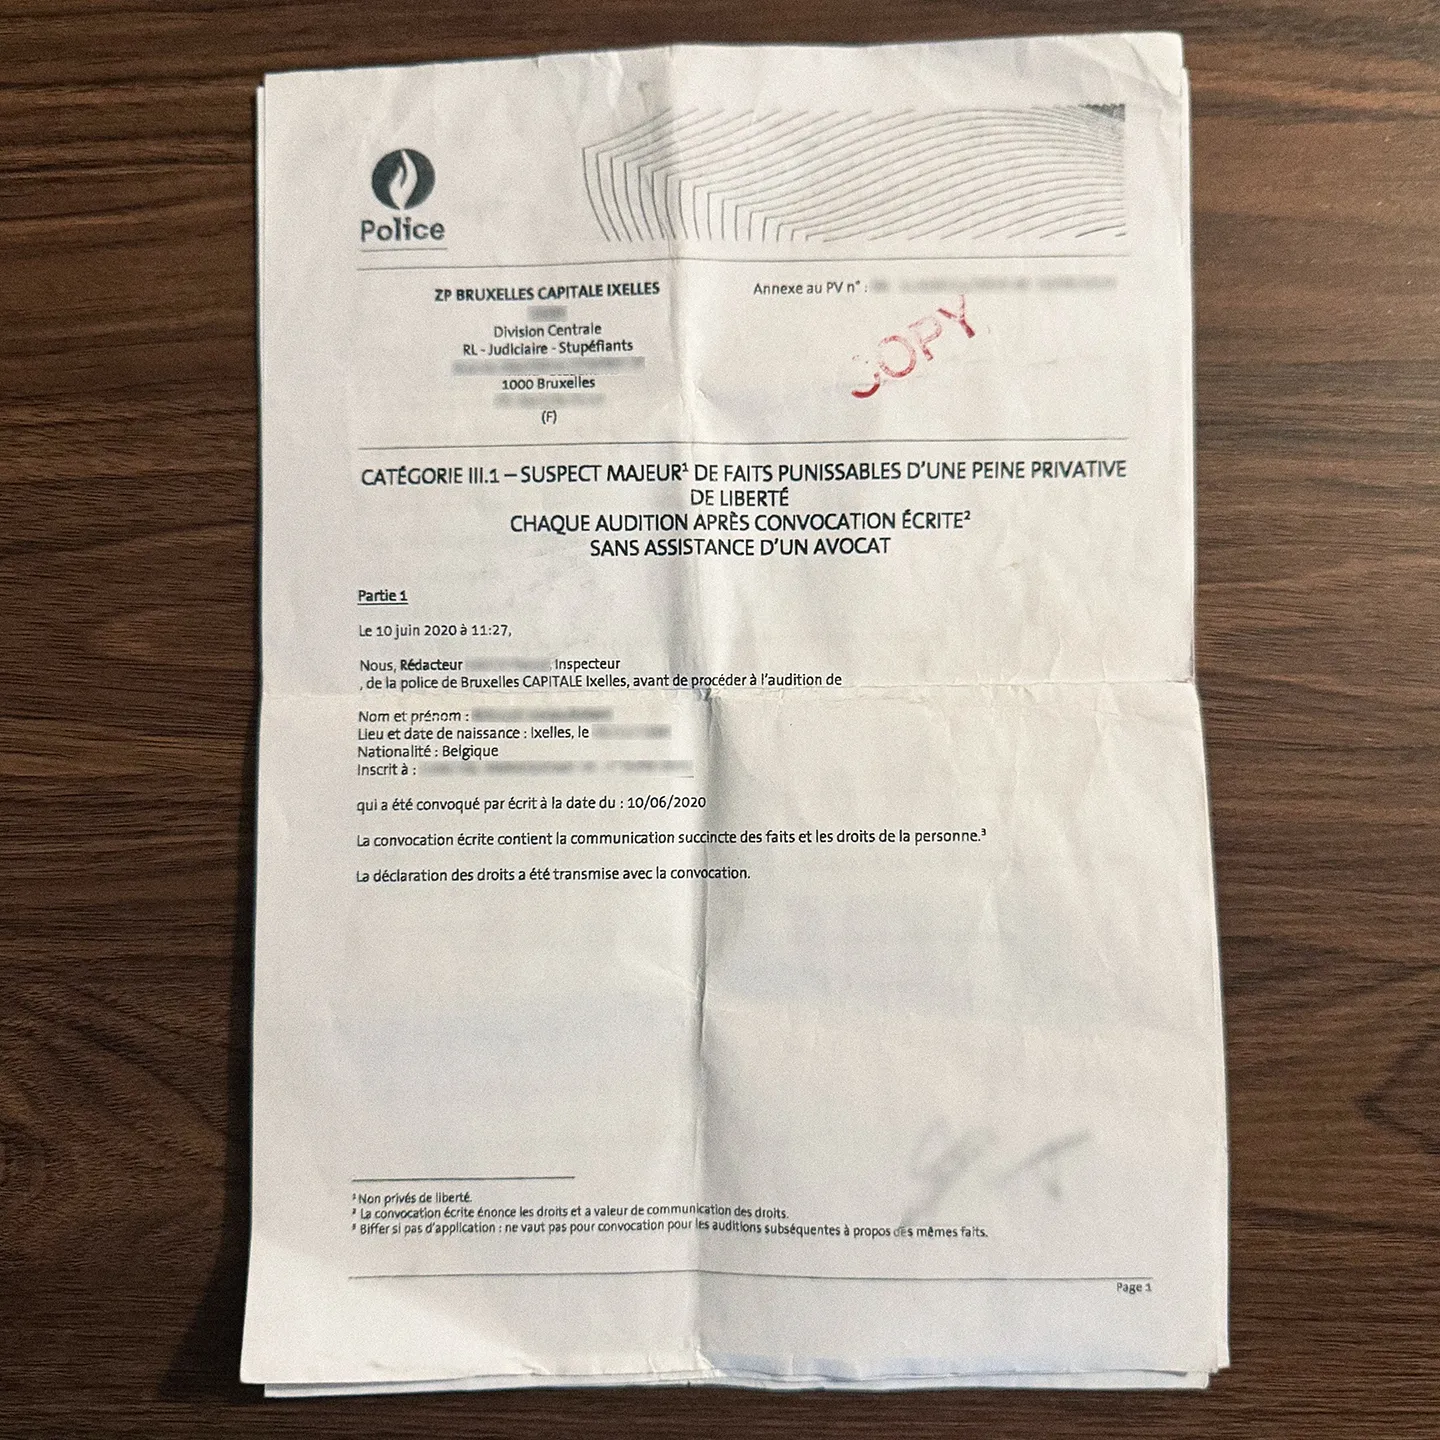 Police
ZP BRUXELLES CAPITALE IXELLES
Division Centrale
RL - Judiciaire - Stupéfiants
1000 Bruxelles
(F)
Annexe au PV n° :
COPY
CATÉGORIE III.1 – SUSPECT MAJEUR¹ DE FAITS PUNISSABLES D'UNE PEINE PRIVATIVE
DE LIBERTÉ
CHAQUE AUDITION APRÈS CONVOCATION ÉCRITE²
SANS ASSISTANCE D'UN AVOCAT
Partie 1
Le 10 juin 2020 à 11:27,
Nous, Rédacteur , Inspecteur
, de la police de Bruxelles CAPITALE Ixelles, avant de procéder à l'audition de
Nom et prénom :
Lieu et date de naissance : Ixelles, le
Nationalité : Belgique
Inscrit à :
qui a été convoqué par écrit à la date du : 10/06/2020
La convocation écrite contient la communication succincte des faits et les droits de la personne.³
La déclaration des droits a été transmise avec la convocation.
¹ Non privés de liberté.
² La convocation écrite énonce les droits et a valeur de communication des droits.
³ Biffer si pas d'application : ne vaut pas pour convocation pour les auditions subséquentes à propos des mêmes faits.
Page 1